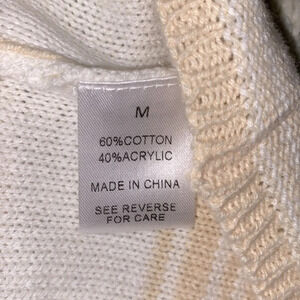 M
60%COTTON
40%ACRYLIC
MADE IN CHINA
SEE REVERSE
FOR CARE